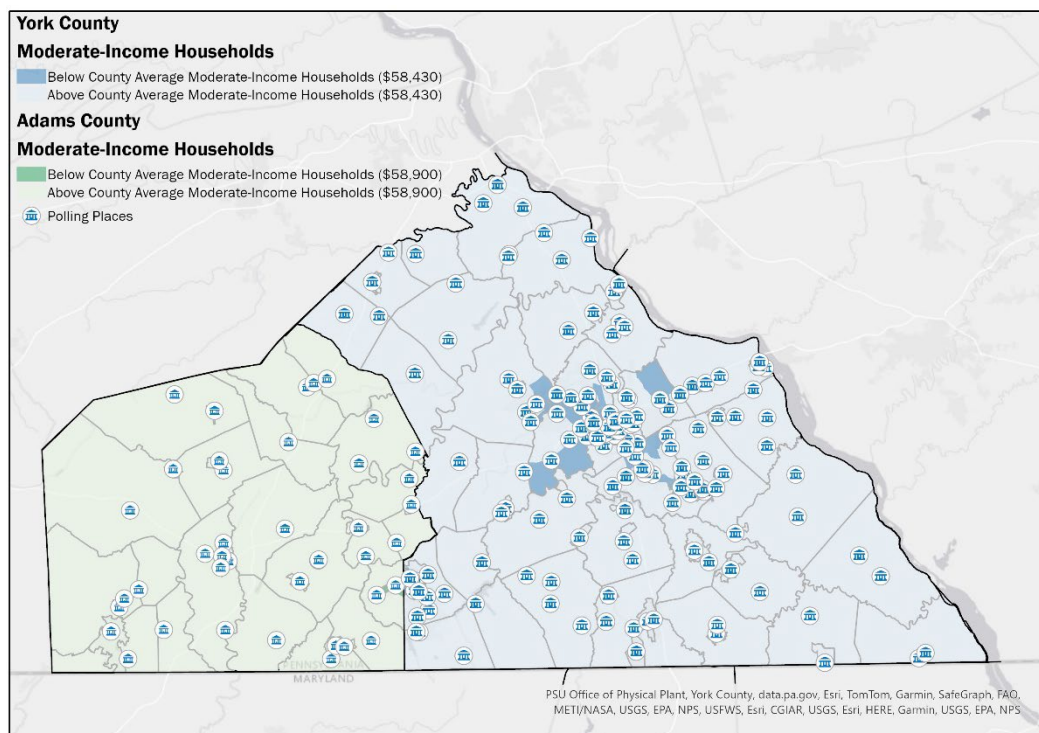 York County
Moderate-Income Households
Below County Average Moderate-Income Households ($58,430)
Above County Average Moderate-Income Households ($58,430)
Adams County
Moderate-Income Households
Below County Average Moderate-Income Households ($58,900)
Above County Average Moderate-Income Households ($58,900)
Polling Places
PENNSYLVANIA
MARYLAND
PSU Office of Physical Plant, York County, data.pa.gov, Esri, TomTom, Garmin, SafeGraph, FAO,
METI/NASA, USGS, EPA, NPS, USFWS, Esri, CGIAR, USGS, Esri, HERE, Garmin, USGS, EPA, NPS